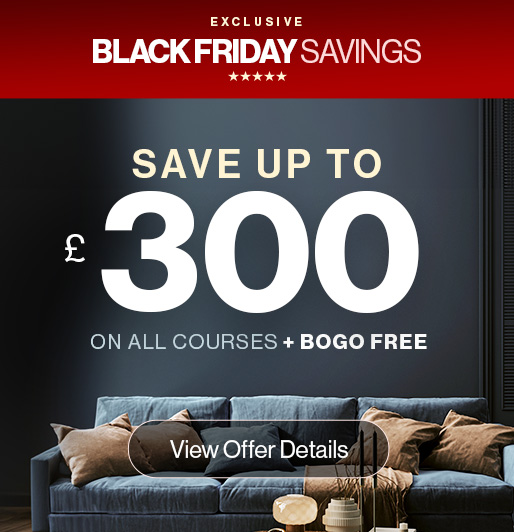 EXCLUSIVE
BLACK FRIDAY SAVINGS
★★★★★
SAVE UP TO
£300
ON ALL COURSES + BOGO FREE
View Offer Details